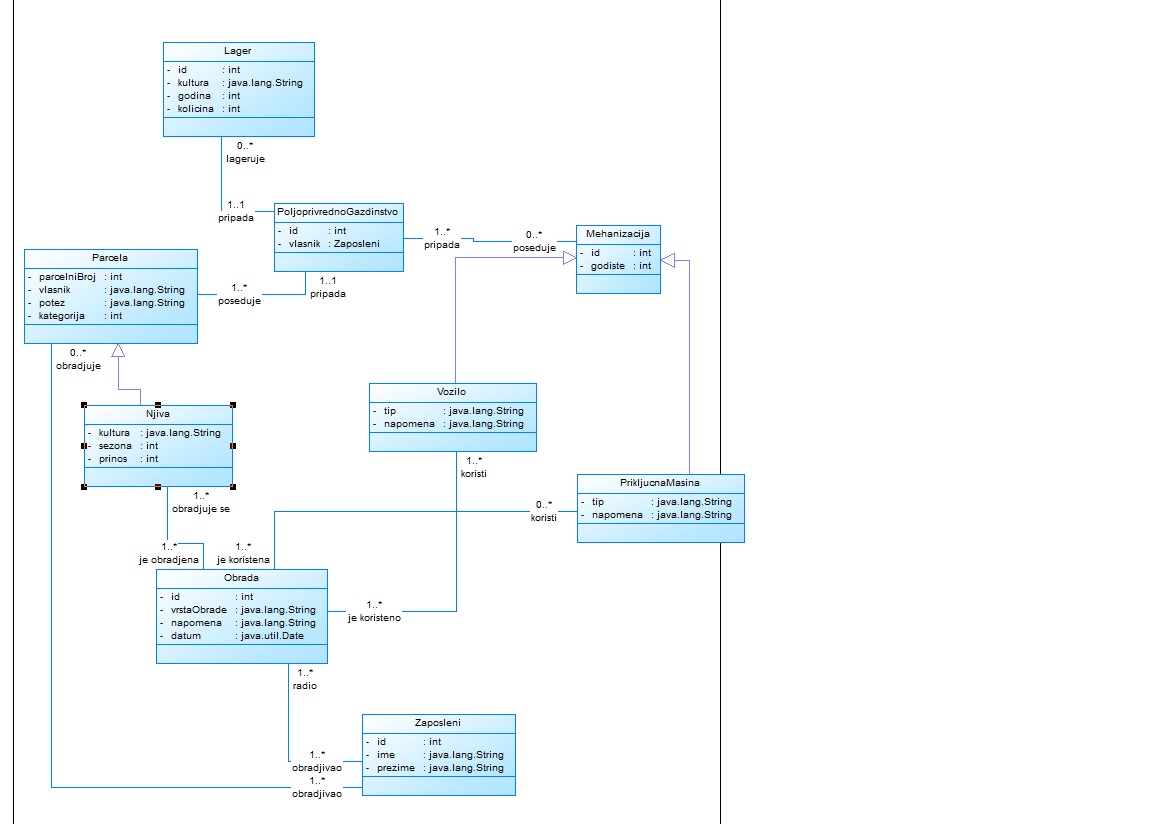 Lager
- id : int
- kultura : java.lang.String
- godina : int
- kolicina : int
0..*
lageruje
1..1
pripada
PoljoprivrednoGazdinstvo
- id : int
- vlasnik : Zaposleni
1..*
pripada
0..*
poseduje
Mehanizacija
- id : int
- godiste : int
Parcela
- parcelniBroj : int
- vlasnik : java.lang.String
- potez : java.lang.String
- kategorija : int
1..*
poseduje
1..1
pripada
0..*
obradjuje
Vozilo
- tip : java.lang.String
- napomena : java.lang.String
Njiva
- kultura : java.lang.String
- sezona : int
- prinos : int
1..*
koristi
PrikljucnaMasina
- tip : java.lang.String
- napomena : java.lang.String
1..*
obradjuje se
0..*
koristi
1..*
je obradjena
1..*
je koristena
Obrada
- id : int
- vrstaObrade : java.lang.String
- napomena : java.lang.String
- datum : java.util.Date
1..*
je koristeno
1..*
radio
Zaposleni
- id : int
- ime : java.lang.String
- prezime : java.lang.String
1..*
obradjivao
1..*
obradjivao